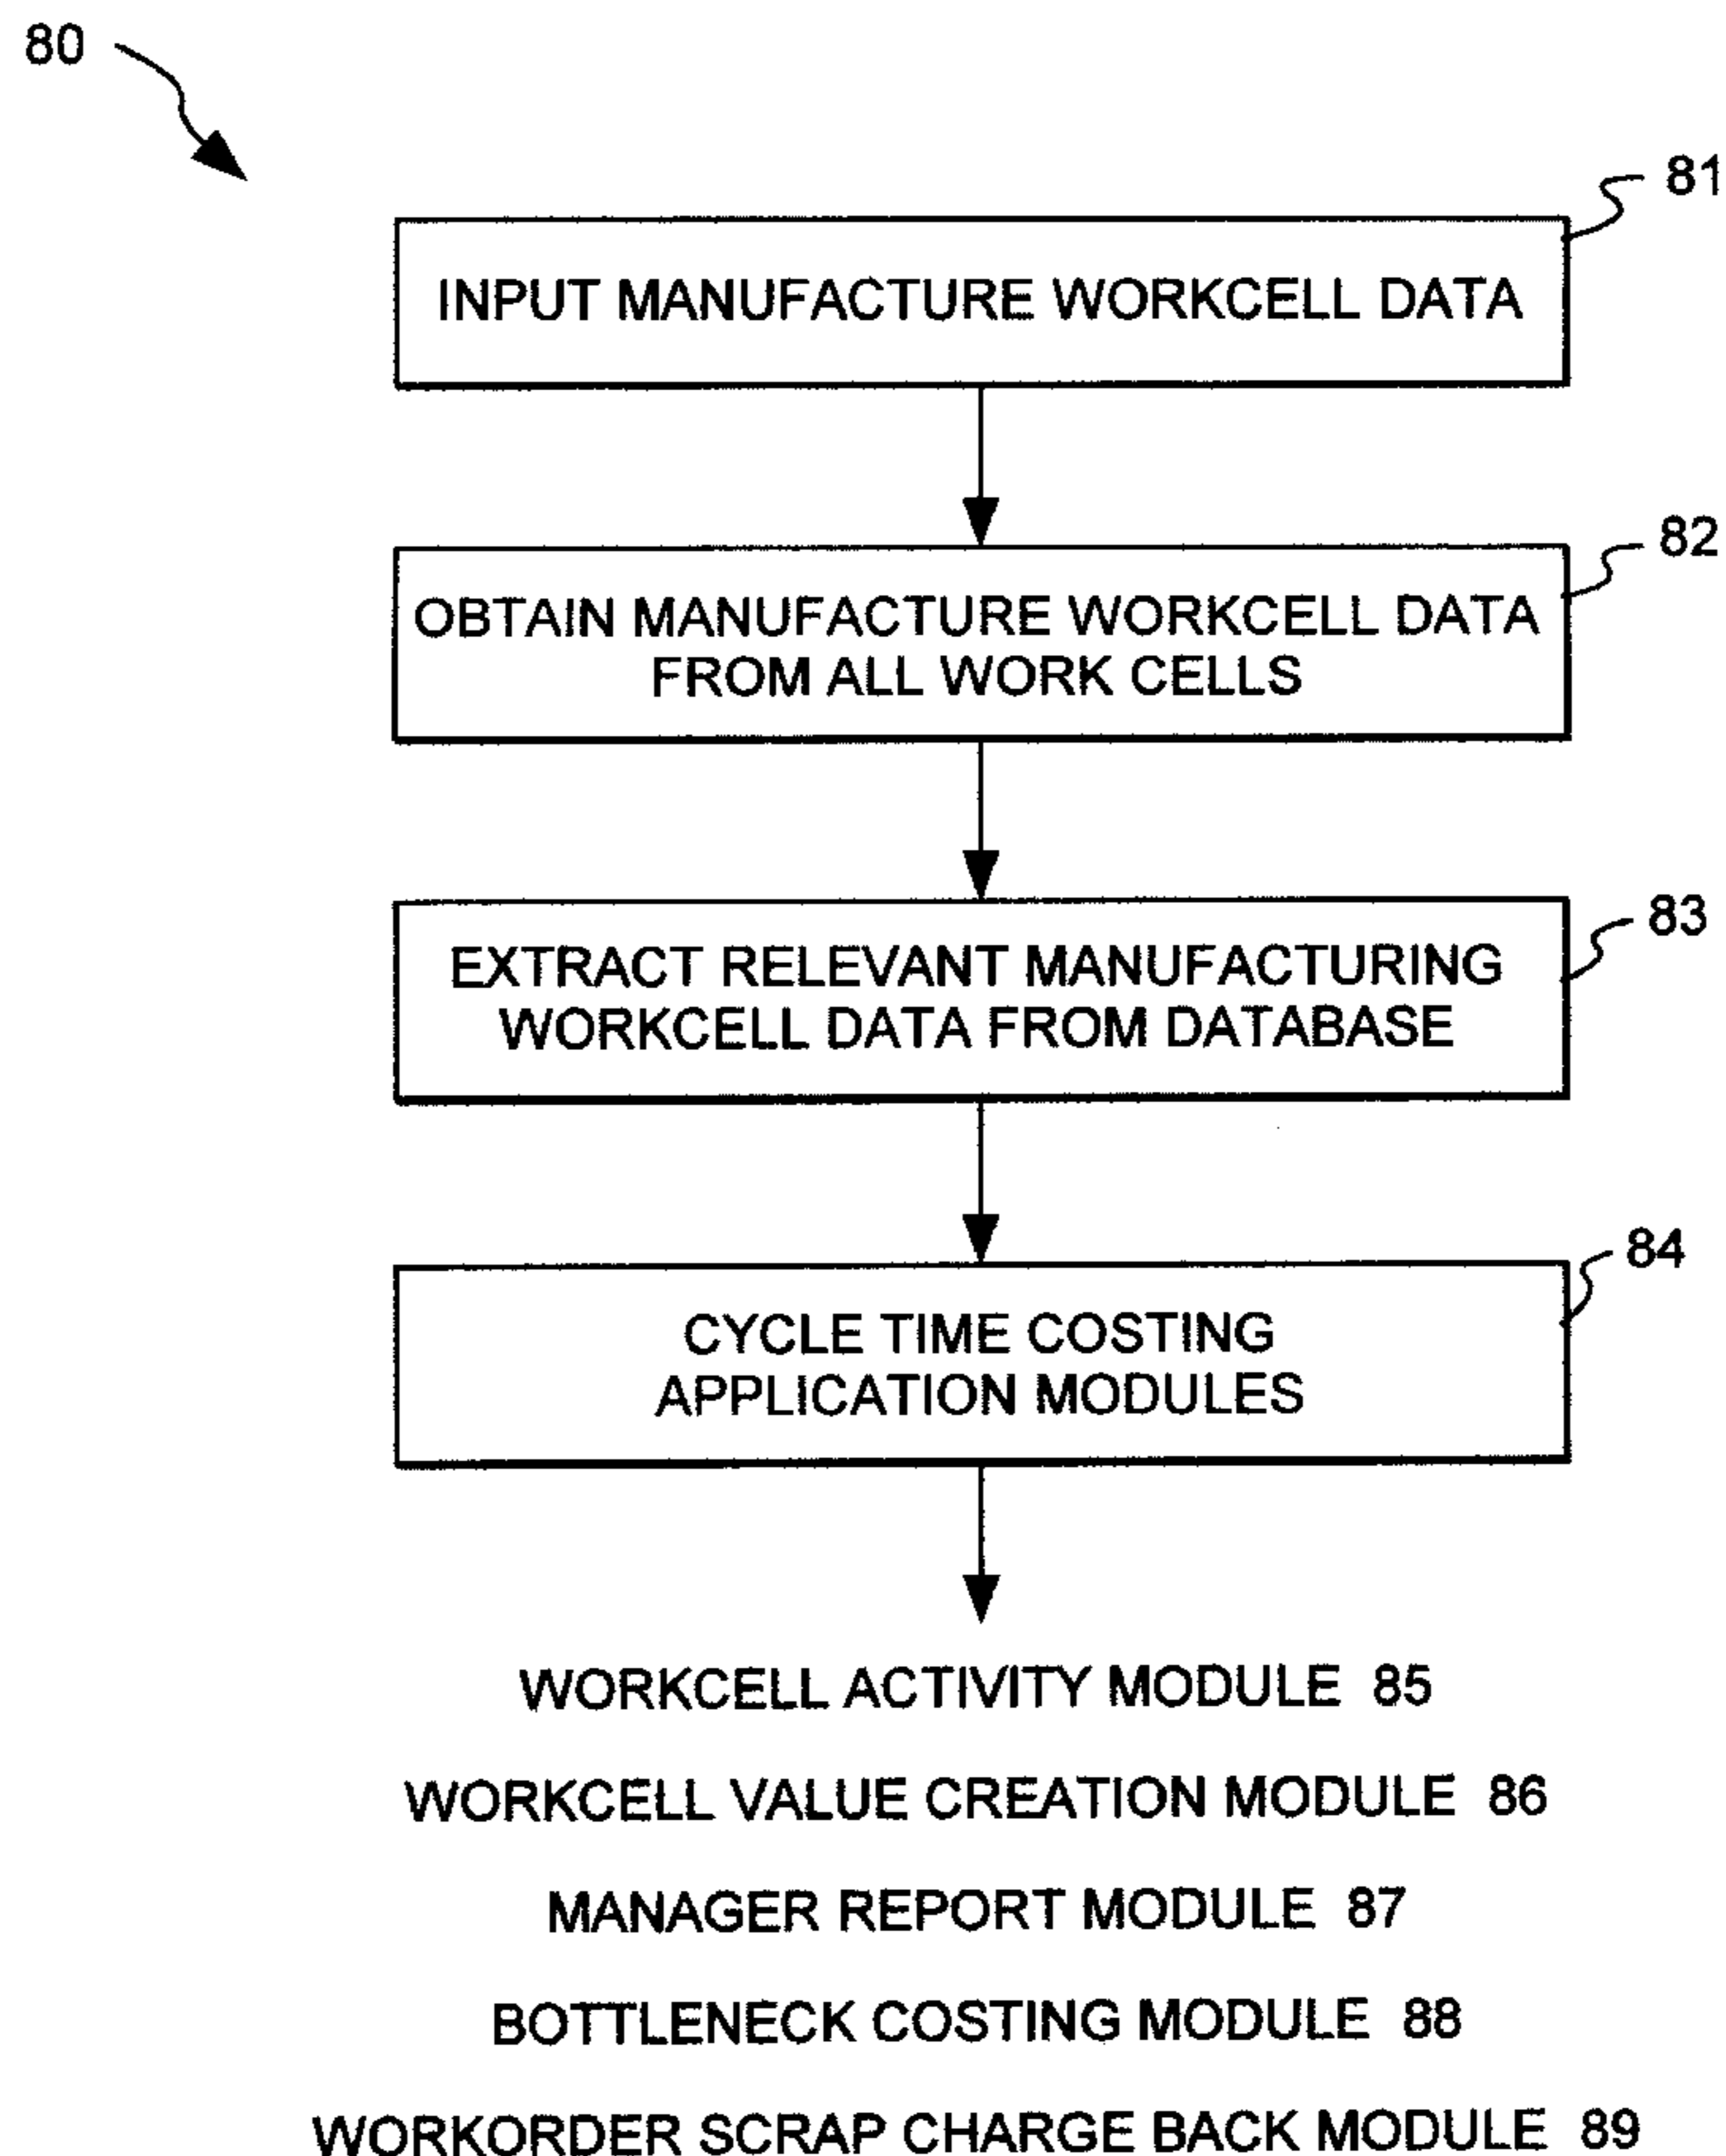 80
81
INPUT MANUFACTURE WORKCELL DATA
82
OBTAIN MANUFACTURE WORKCELL DATA
FROM ALL WORK CELLS
83
EXTRACT RELEVANT MANUFACTURING
WORKCELL DATA FROM DATABASE
84
CYCLE TIME COSTING
APPLICATION MODULES
WORKCELL ACTIVITY MODULE 85
WORKCELL VALUE CREATION MODULE 86
MANAGER REPORT MODULE 87
BOTTLENECK COSTING MODULE 88
WORKORDER SCRAP CHARGE BACK MODULE 89